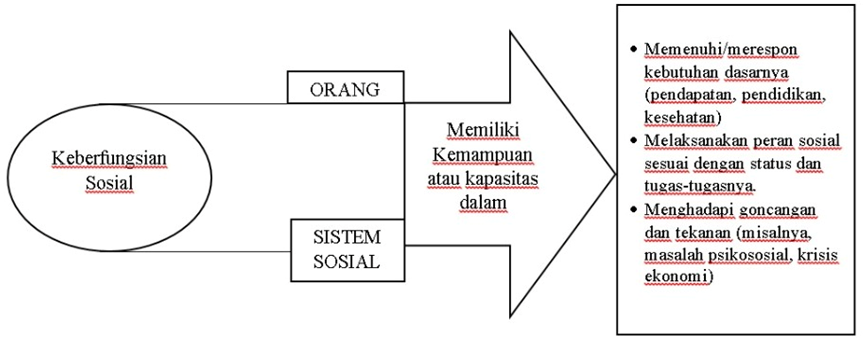 Keberfungsian
Sosial
ORANG
SISTEM
SOSIAL
Memiliki
Kemampuan
atau kapasitas
dalam
• Memenuhi/merespon
kebutuhan dasarnya
(pendapatan, pendidikan,
kesehatan)
• Melaksanakan peran sosial
sesuai dengan status dan
tugas-tugasnya.
• Menghadapi goncangan
dan tekanan (misalnya,
masalah psikososial, krisis
ekonomi)